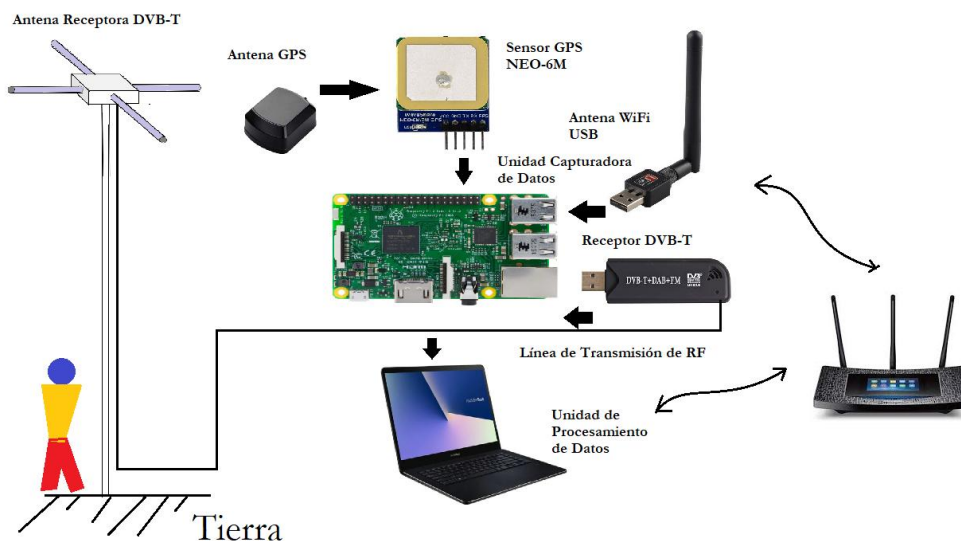 Antena Receptora DVB-T
Antena GPS
Sensor GPS
NEO-6M
Antena WiFi
USB
Unidad Capturadora
de Datos
Receptor DVB-T
DVB-T+DAB+FM
Línea de Transmisión de RF
Unidad de
Procesamiento
de Datos
Tierra